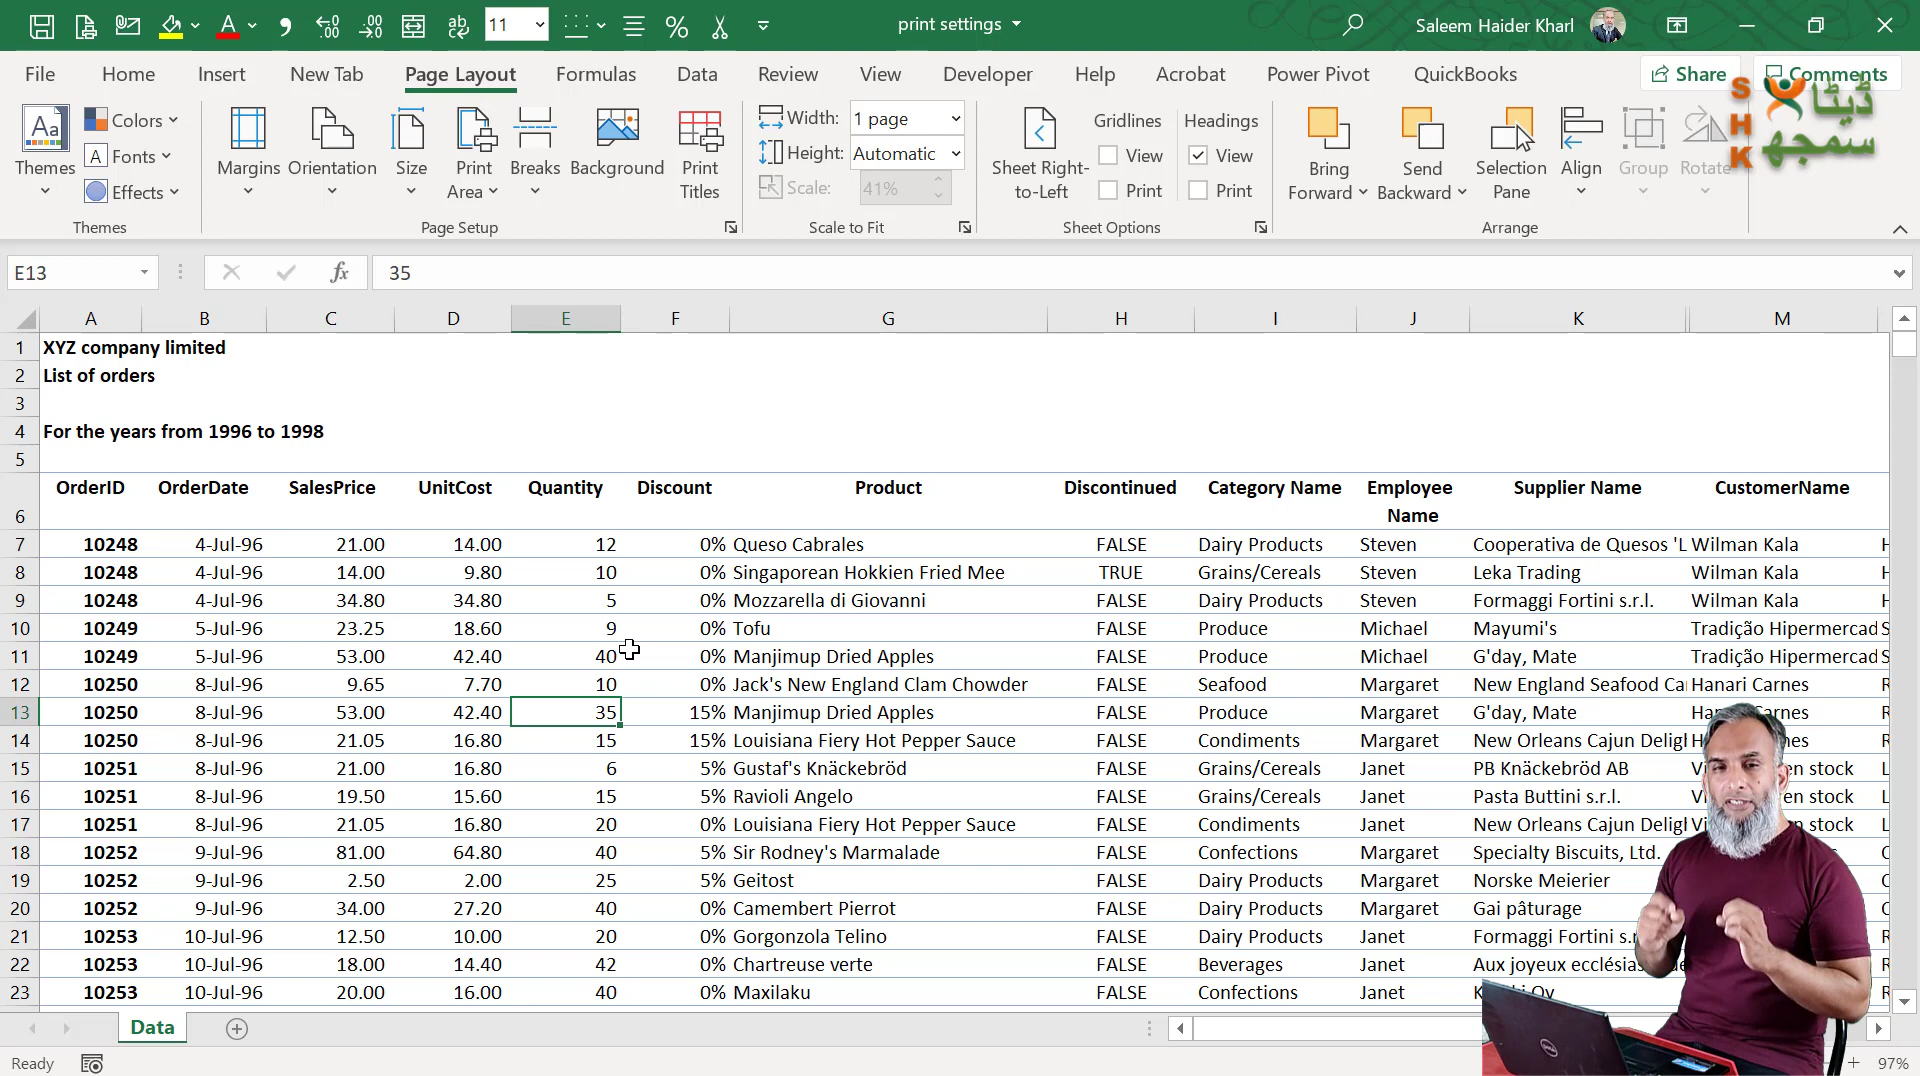 11
print settings
Saleem Haider Kharl
File Home Insert New Tab Page Layout Formulas Data Review View Developer Help Acrobat Power Pivot QuickBooks Share Comments
Themes
Colors
Fonts
Effects
Themes
Margins
Orientation
Size
Print Area
Breaks
Background
Print Titles
Page Setup
Width: 1 page
Height: Automatic
Scale: 41%
Scale to Fit
Sheet Right-to-Left
Gridlines
View
Print
Headings
View
Print
Sheet Options
Bring Forward
Send Backward
Selection Pane
Align
Group
Rotate
Arrange
SHK
ڈیٹا
سمجھ
E13 fx 35
A B C D E F G H I J K M
1 XYZ company limited
2 List of orders
3
4 For the years from 1996 to 1998
5
6 OrderID OrderDate SalesPrice UnitCost Quantity Discount Product Discontinued Category Name Employee Name Supplier Name CustomerName
7 10248 4-Jul-96 21.00 14.00 12 0% Queso Cabrales FALSE Dairy Products Steven Cooperativa de Quesos 'L Wilman Kala
8 10248 4-Jul-96 14.00 9.80 10 0% Singaporean Hokkien Fried Mee TRUE Grains/Cereals Steven Leka Trading Wilman Kala
9 10248 4-Jul-96 34.80 34.80 5 0% Mozzarella di Giovanni FALSE Dairy Products Steven Formaggi Fortini s.r.l. Wilman Kala
10 10249 5-Jul-96 23.25 18.60 9 0% Tofu FALSE Produce Michael Mayumi's Tradição Hipermercad S
11 10249 5-Jul-96 53.00 42.40 40 0% Manjimup Dried Apples FALSE Produce Michael G'day, Mate Tradição Hipermercad S
12 10250 8-Jul-96 9.65 7.70 10 0% Jack's New England Clam Chowder FALSE Seafood Margaret New England Seafood Ca Hanari Carnes
13 10250 8-Jul-96 53.00 42.40 35 15% Manjimup Dried Apples FALSE Produce Margaret G'day, Mate
14 10250 8-Jul-96 21.05 16.80 15 15% Louisiana Fiery Hot Pepper Sauce FALSE Condiments Margaret New Orleans Cajun Deligh
15 10251 8-Jul-96 21.00 16.80 6 5% Gustaf's Knäckebröd FALSE Grains/Cereals Janet PB Knäckebröd AB stock
16 10251 8-Jul-96 19.50 15.60 15 5% Ravioli Angelo FALSE Grains/Cereals Janet Pasta Buttini s.r.l. stock
17 10251 8-Jul-96 21.05 16.80 20 0% Louisiana Fiery Hot Pepper Sauce FALSE Condiments Janet New Orleans Cajun Deligh stock
18 10252 9-Jul-96 81.00 64.80 40 5% Sir Rodney's Marmalade FALSE Confections Margaret Specialty Biscuits, Ltd.
19 10252 9-Jul-96 2.50 2.00 25 5% Geitost FALSE Dairy Products Margaret Norske Meierier
20 10252 9-Jul-96 34.00 27.20 40 0% Camembert Pierrot FALSE Dairy Products Margaret Gai pâturage
21 10253 10-Jul-96 12.50 10.00 20 0% Gorgonzola Telino FALSE Dairy Products Janet Formaggi Fortini
22 10253 10-Jul-96 18.00 14.40 42 0% Chartreuse verte FALSE Beverages Janet Aux joyeux
23 10253 10-Jul-96 20.00 16.00 40 0% Maxilaku FALSE Confections Janet
Data
Ready 97%